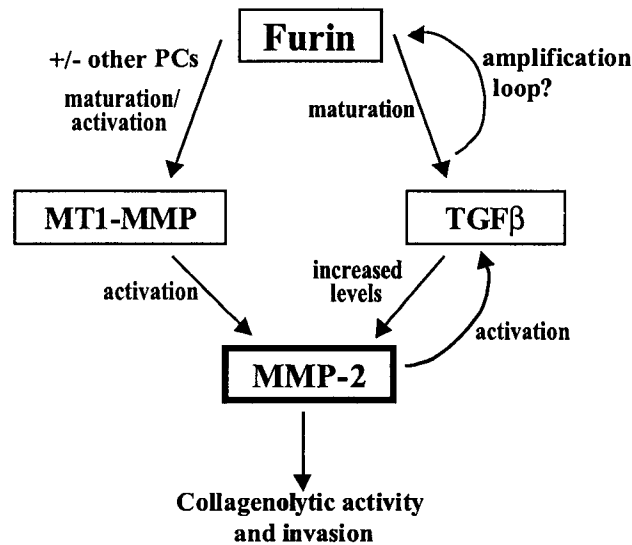 Furin
+/- other PCs
maturation/
activation
maturation
amplification
loop?
MT1-MMP
TGFβ
activation
increased
levels
activation
MMP-2
Collagenolytic activity
and invasion